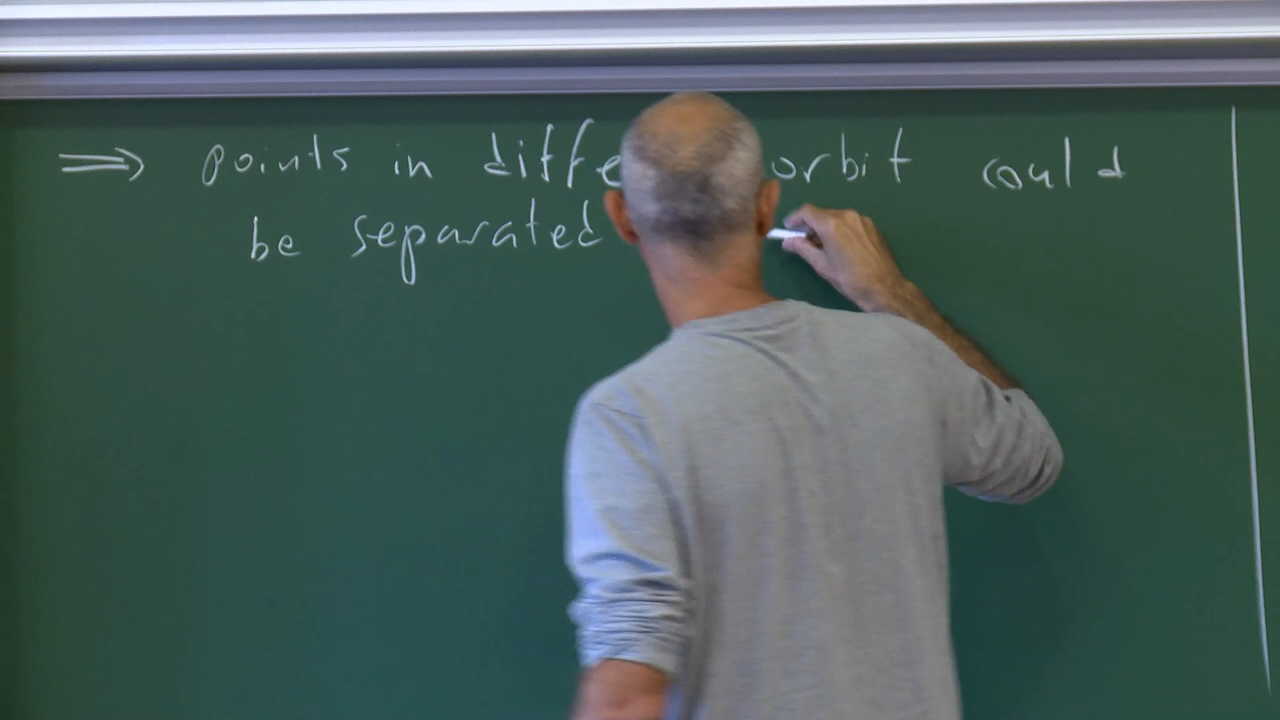 ⟹ points in diffe orbit could
be separated